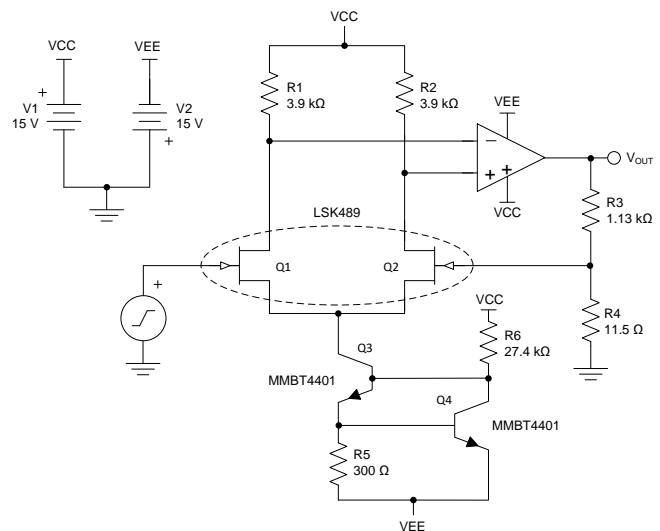 VCC
VCC
VEE
V1
15 V
V2
15 V
R1
3.9 kΩ
R2
3.9 kΩ
VEE
VCC
VOUT
R3
1.13 kΩ
LSK489
Q1
Q2
R4
11.5 Ω
VCC
R6
27.4 kΩ
Q3
MMBT4401
Q4
MMBT4401
R5
300 Ω
VEE